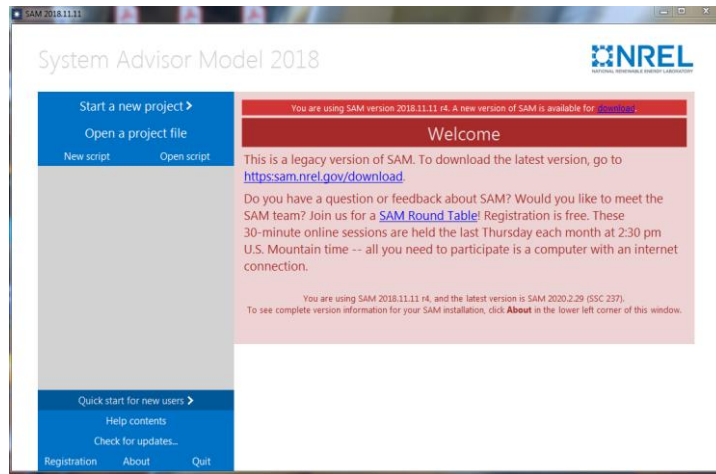 SAM 2018.11.11
System Advisor Model 2018
NREL
NATIONAL RENEWABLE ENERGY LABORATORY
Start a new project >
Open a project file
New script Open script
You are using SAM version 2018.11.11 r4. A new version of SAM is available for download.
Welcome
This is a legacy version of SAM. To download the latest version, go to
https:sam.nrel.gov/download.
Do you have a question or feedback about SAM? Would you like to meet the
SAM team? Join us for a SAM Round Table! Registration is free. These
30-minute online sessions are held the last Thursday each month at 2:30 pm
U.S. Mountain time -- all you need to participate is a computer with an internet
connection.
You are using SAM 2018.11.11 r4, and the latest version is SAM 2020.2.29 (SSC 237).
To see complete version information for your SAM installation, click About in the lower left corner of this window.
Quick start for new users >
Help contents
Check for updates...
Registration About Quit